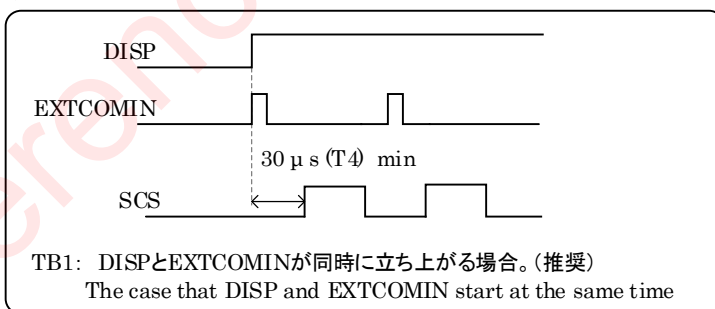 DISP
EXTCOMIN
30 μs (T4) min
SCS
TB1: DISPとEXTCOMINが同時に立ち上がる場合。(推奨)
The case that DISP and EXTCOMIN start at the same time